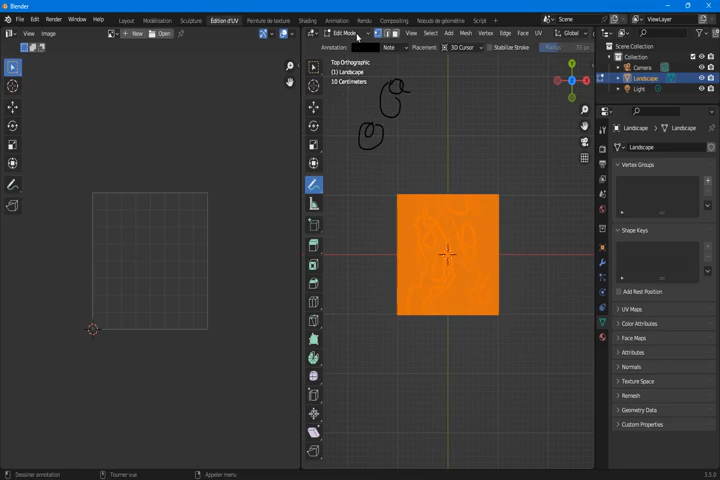 Blender
File Edit Render Window Help Layout Modélisation Sculpture Édition d'UV Peinture de texture Shading Animation Rendu Compositing Nœuds de géométrie Script + Scene ViewLayer
View Image + New Open Edit Mode View Select Add Mesh Vertex Edge Face UV Global
Annotation: Note Placement: 3D Cursor Stabilize Stroke Radius 35 px
Top Orthographic
(1) Landscape
10 Centimeters
Z
Y
X
Scene Collection
Collection
Camera
Landscape
Light
Landscape Landscape
Landscape
Vertex Groups
Shape Keys
Add Rest Position
UV Maps
Color Attributes
Face Maps
Attributes
Normals
Texture Space
Remesh
Geometry Data
Custom Properties
Dessiner annotation Tourner vue Appeler menu 3.5.0